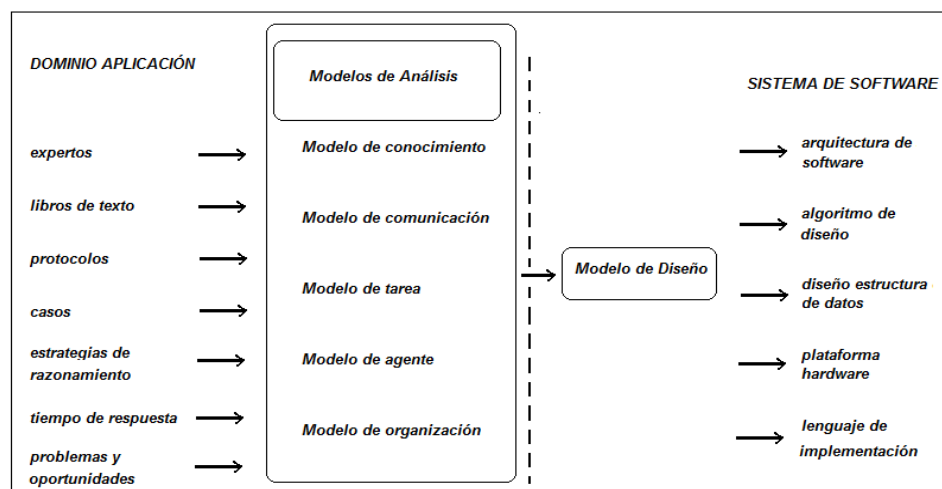 DOMINIO APLICACIÓN
expertos
libros de texto
protocolos
casos
estrategias de
razonamiento
tiempo de respuesta
problemas y
oportunidades
Modelos de Análisis
Modelo de conocimiento
Modelo de comunicación
Modelo de tarea
Modelo de agente
Modelo de organización
Modelo de Diseño
SISTEMA DE SOFTWARE
arquitectura de
software
algoritmo de
diseño
diseño estructura
de datos
plataforma
hardware
lenguaje de
implementación